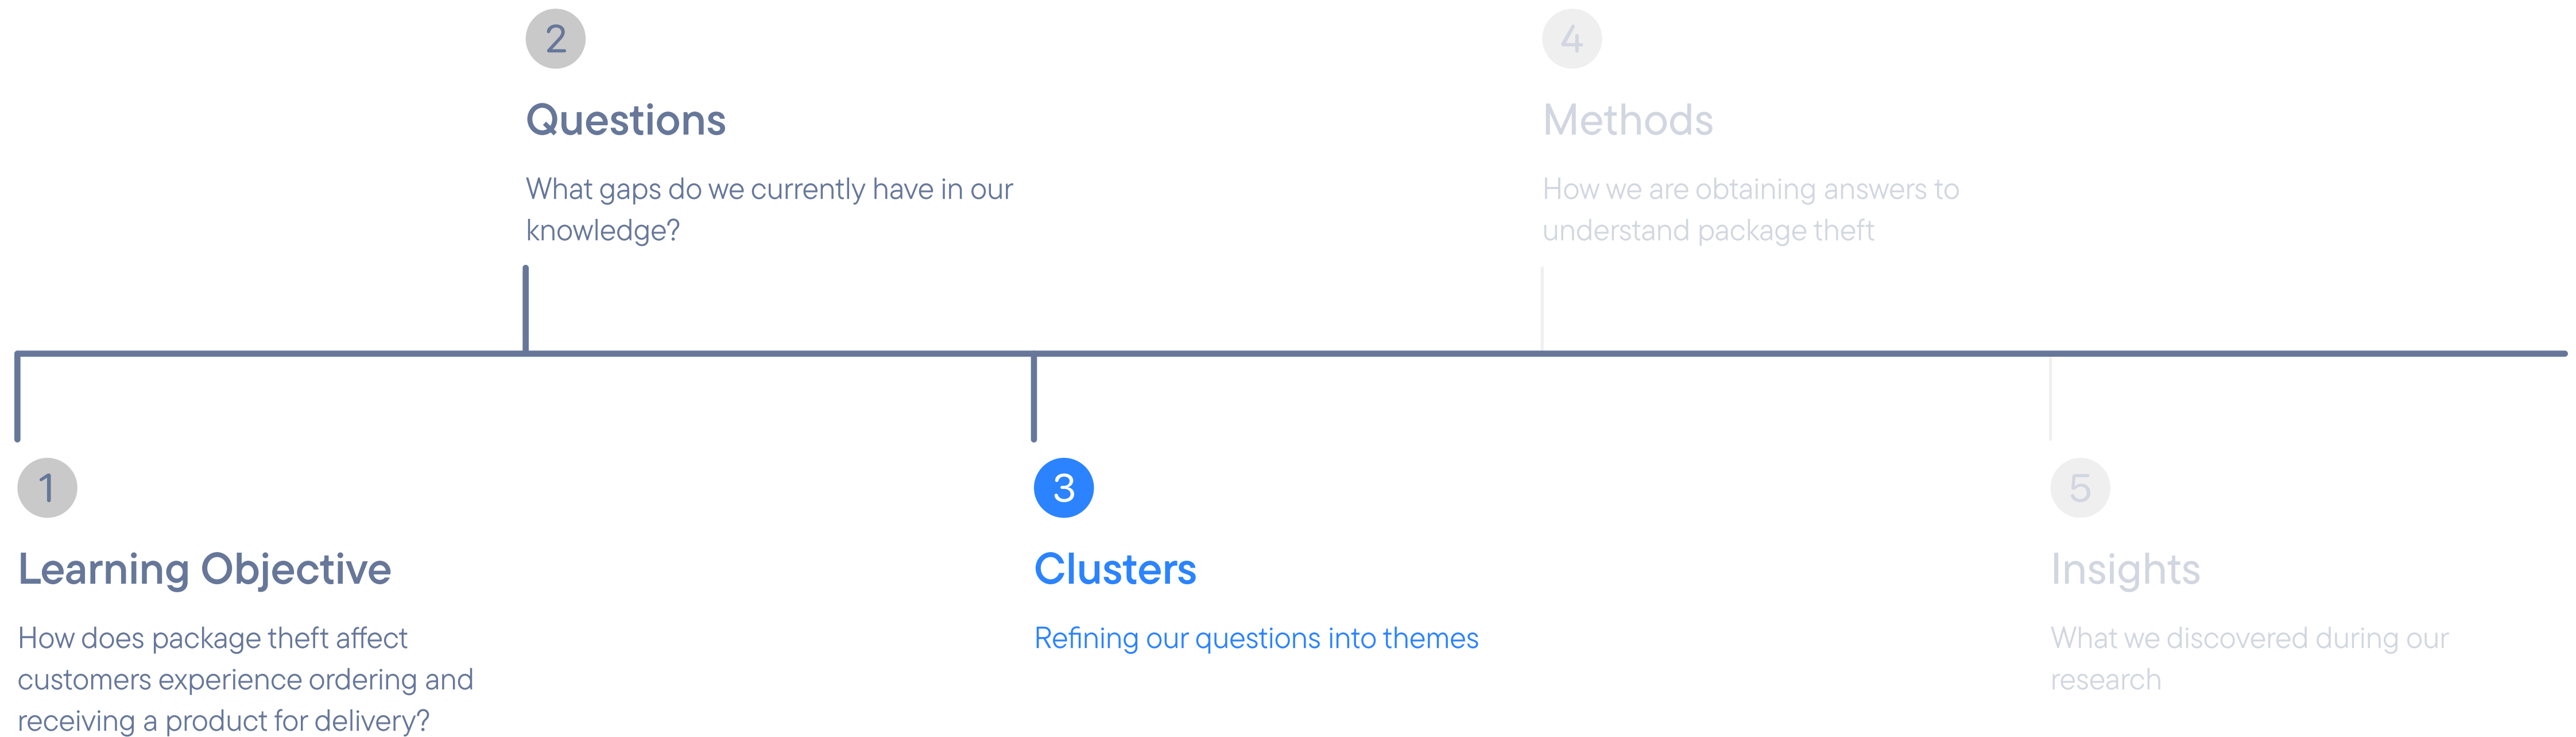 1
Learning Objective
How does package theft affect
customers experience ordering and
receiving a product for delivery?
2
Questions
What gaps do we currently have in our
knowledge?
3
Clusters
Refining our questions into themes
4
Methods
How we are obtaining answers to
understand package theft
5
Insights
What we discovered during our
research